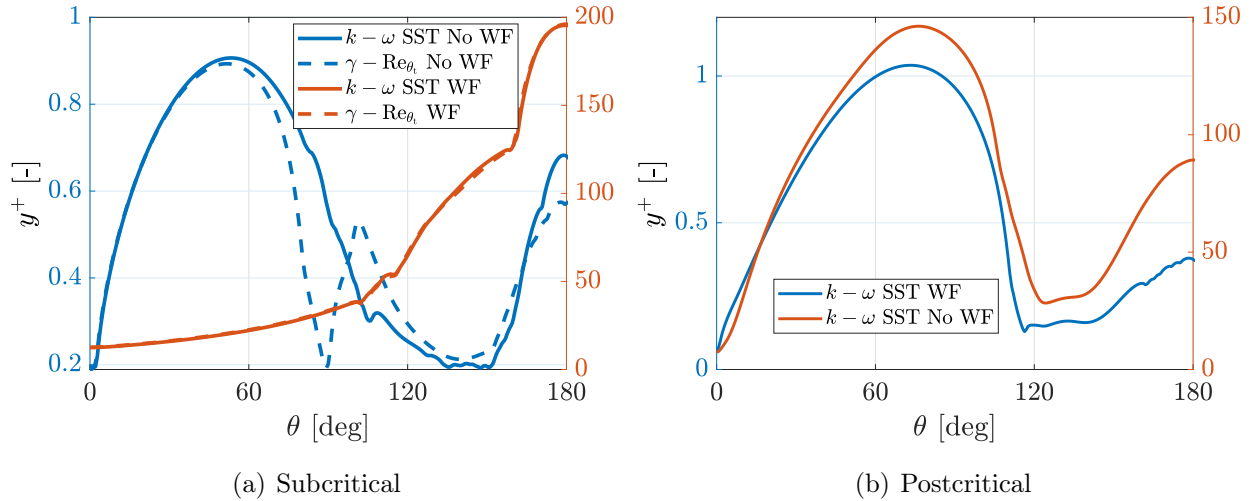 1
0.8
0.6
0.4
0.2
y+ [-]
200
150
100
50
0
k − ω SST No WF
γ − Reθt No WF
k − ω SST WF
γ − Reθt WF
0 60 120 180
θ [deg]
(a) Subcritical
1
0.5
0
y+ [-]
150
100
50
0
k − ω SST WF
k − ω SST No WF
0 60 120 180
θ [deg]
(b) Postcritical